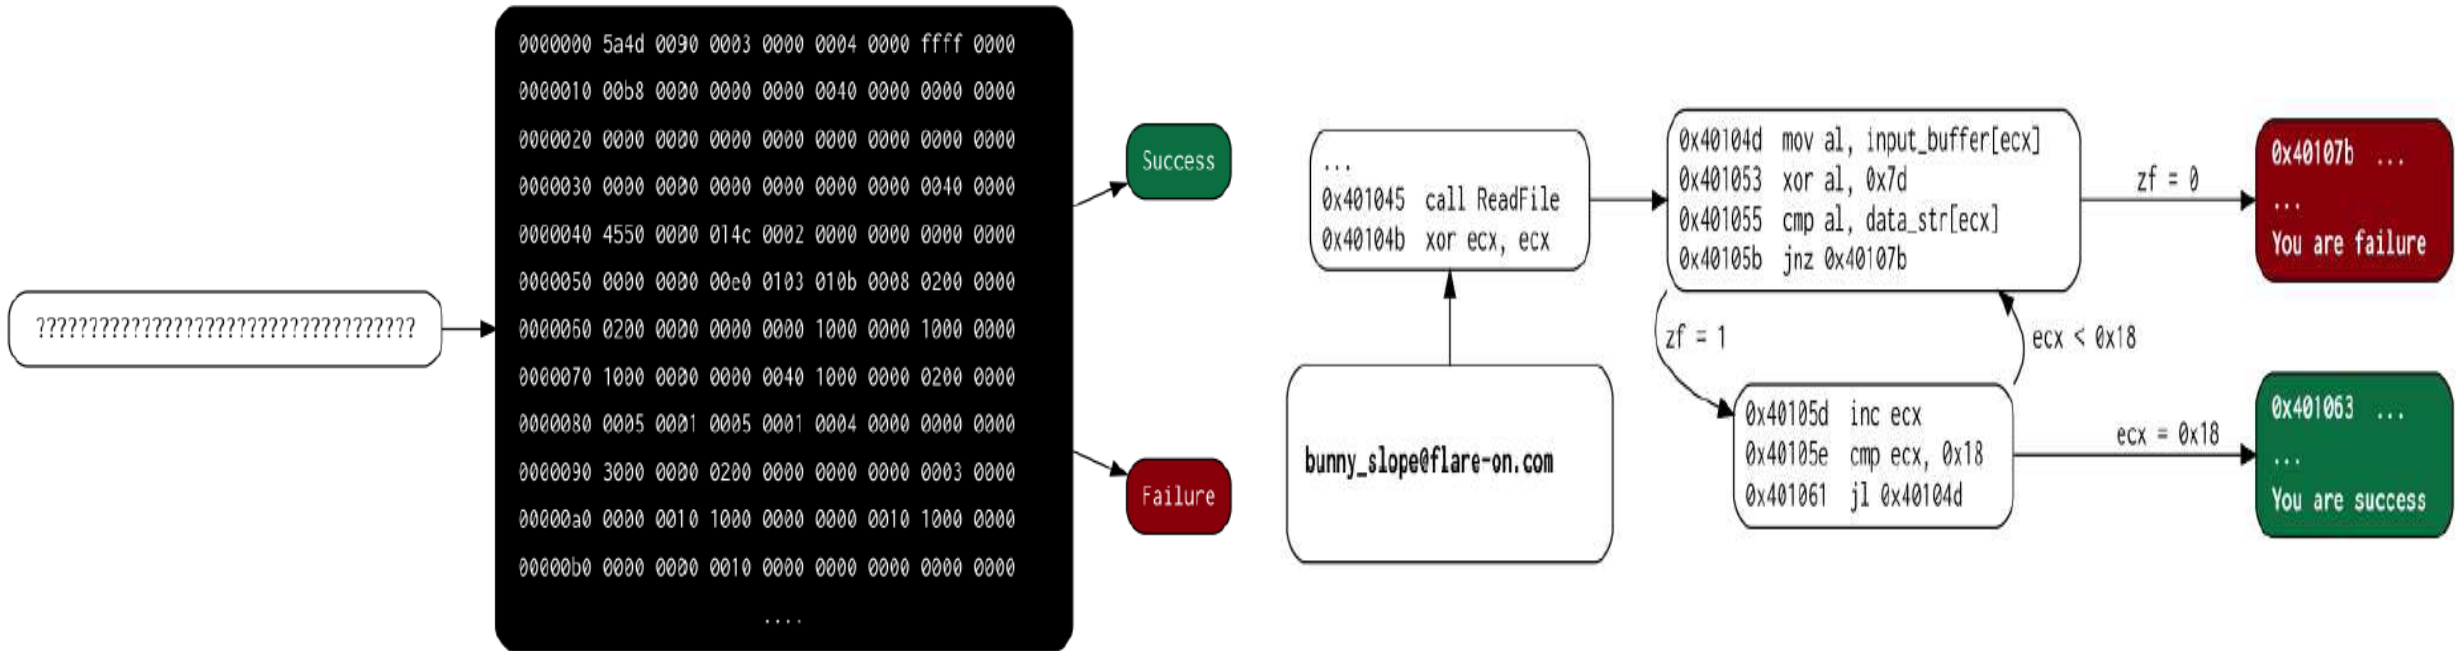 ????????????????????????????????????
0000000 5a4d 0090 0003 0000 0004 0000 ffff 0000
0000010 00b8 0000 0000 0000 0040 0000 0000 0000
0000020 0000 0000 0000 0000 0000 0000 0000 0000
0000030 0000 0000 0000 0000 0000 0000 0040 0000
0000040 4550 0000 014c 0002 0000 0000 0000 0000
0000050 0000 0000 00e0 0103 010b 0008 0200 0000
0000060 0200 0000 0000 0000 1000 0000 1000 0000
0000070 1000 0000 0000 0040 1000 0000 0200 0000
0000080 0005 0001 0005 0001 0004 0000 0000 0000
0000090 3000 0000 0200 0000 0000 0000 0003 0000
00000a0 0000 0010 1000 0000 0000 0010 1000 0000
00000b0 0000 0000 0010 0000 0000 0000 0000 0000
....
Success
Failure
...
0x401045 call ReadFile
0x40104b xor ecx, ecx
bunny_slope@flare-on.com
0x40104d mov al, input_buffer[ecx]
0x401053 xor al, 0x7d
0x401055 cmp al, data_str[ecx]
0x40105b jnz 0x40107b
zf = 0
0x40107b ...
...
You are failure
zf = 1
ecx < 0x18
0x40105d inc ecx
0x40105e cmp ecx, 0x18
0x401061 jl 0x40104d
ecx = 0x18
0x401063 ...
...
You are success